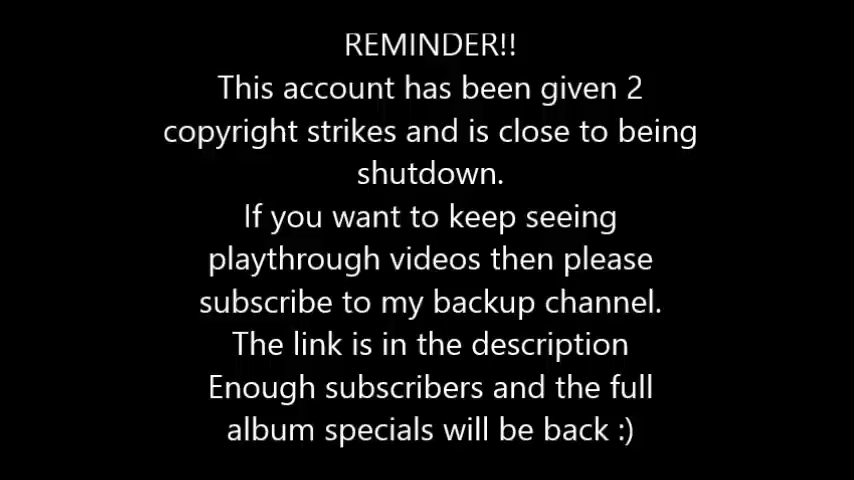 REMINDER!!
This account has been given 2
copyright strikes and is close to being
shutdown.
If you want to keep seeing
playthrough videos then please
subscribe to my backup channel.
The link is in the description
Enough subscribers and the full
album specials will be back :)